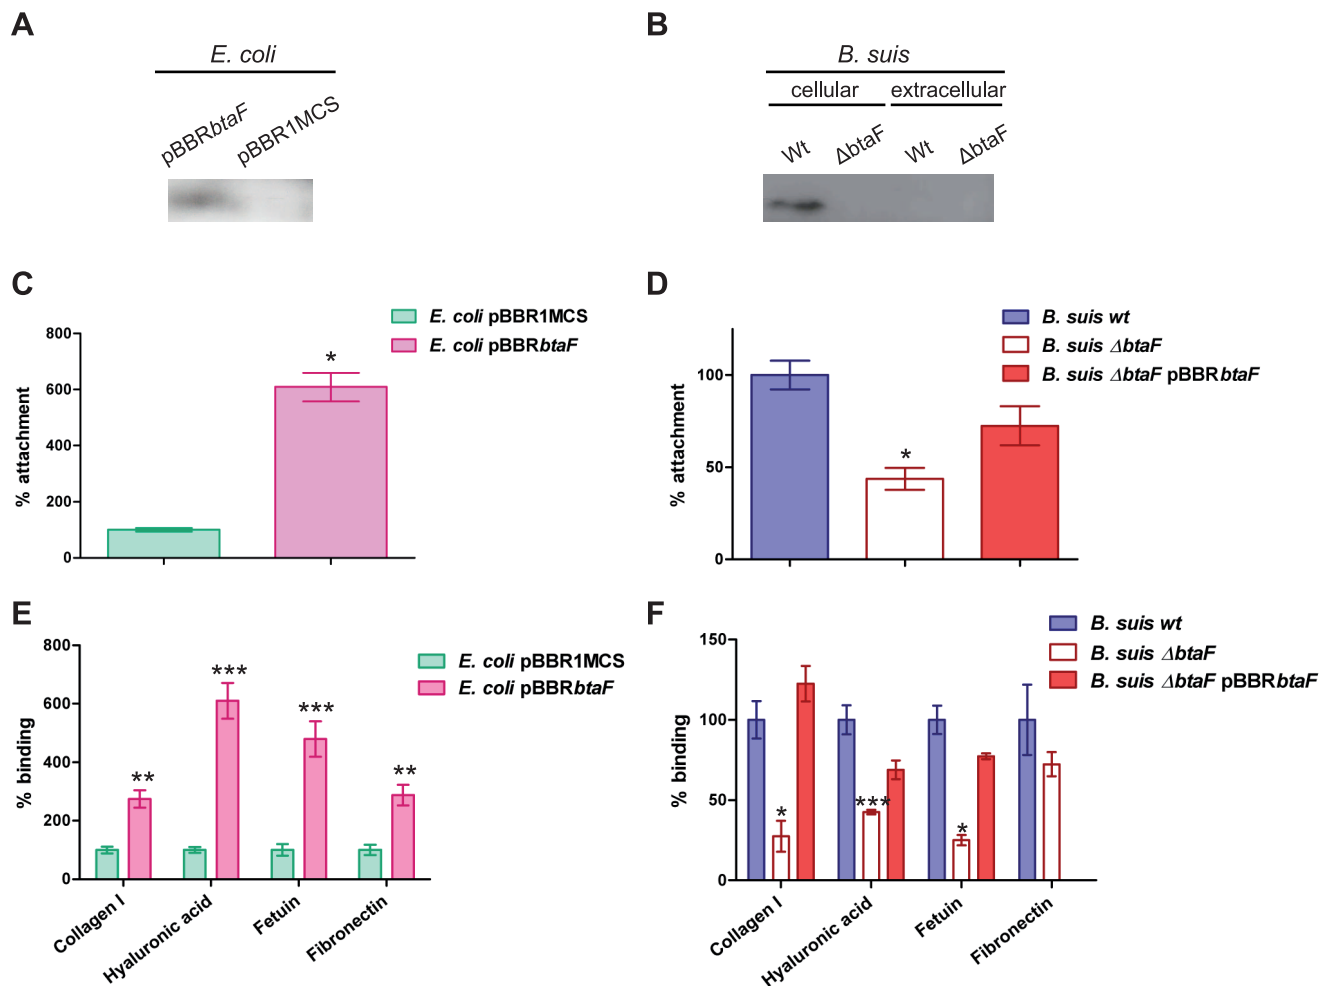 A
E. coli
pBBRbtaF
pBBR1MCS
B
B. suis
cellular
extracellular
Wt
ΔbtaF
Wt
ΔbtaF
C
% attachment
800
600
400
200
0
*
E. coli pBBR1MCS
E. coli pBBRbtaF
D
% attachment
100
50
0
*
B. suis wt
B. suis ΔbtaF
B. suis ΔbtaF pBBRbtaF
E
% binding
800
600
400
200
0
**
***
***
**
E. coli pBBR1MCS
E. coli pBBRbtaF
Collagen I
Hyaluronic acid
Fetuin
Fibronectin
F
% binding
150
100
50
0
*
***
*
B. suis wt
B. suis ΔbtaF
B. suis ΔbtaF pBBRbtaF
Collagen I
Hyaluronic acid
Fetuin
Fibronectin